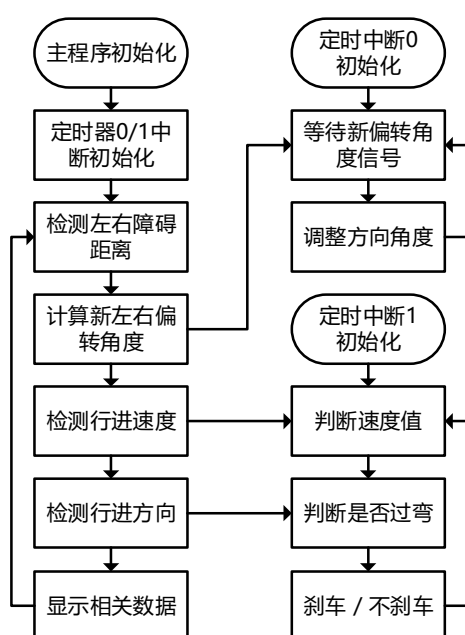 主程序初始化
定时器0/1中
断初始化
检测左右障碍
距离
计算新左右偏
转角度
检测行进速度
检测行进方向
显示相关数据
定时中断0
初始化
等待新偏转角
度信号
调整方向角度
定时中断1
初始化
判断速度值
判断是否过弯
刹车 / 不刹车